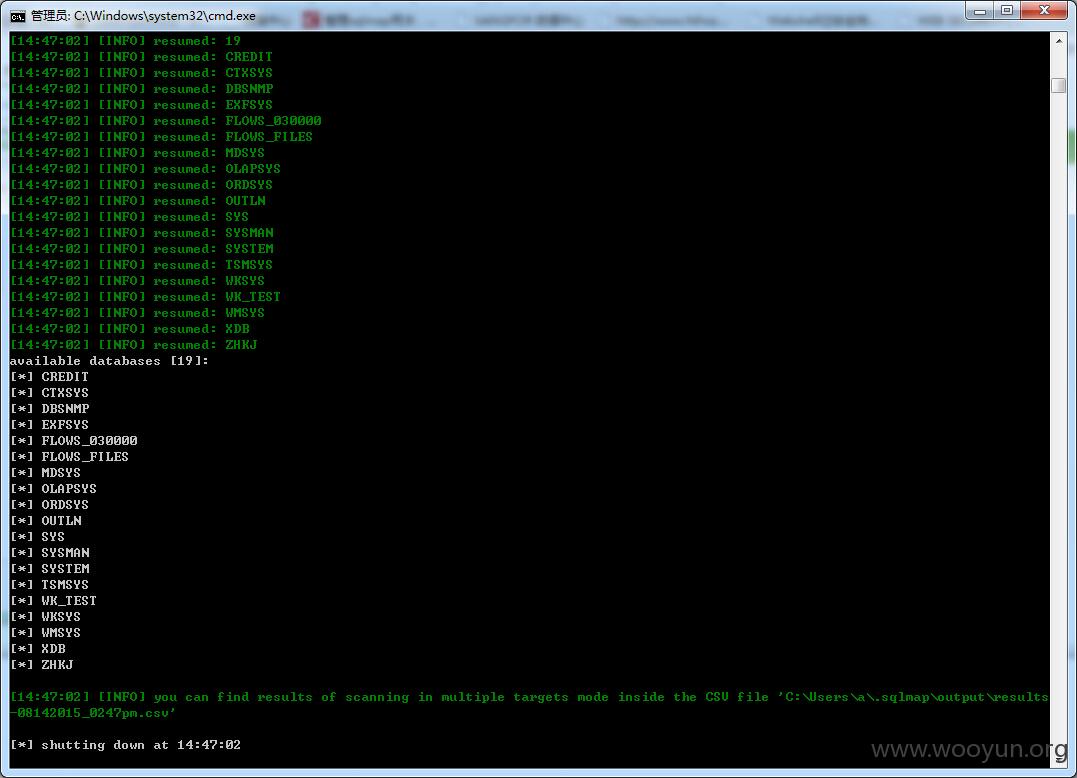 管理员: C:\Windows\system32\cmd.exe
[14:47:02] [INFO] resumed: 19
[14:47:02] [INFO] resumed: CREDIT
[14:47:02] [INFO] resumed: CTXSYS
[14:47:02] [INFO] resumed: DBSNMP
[14:47:02] [INFO] resumed: EXFSYS
[14:47:02] [INFO] resumed: FLOWS_030000
[14:47:02] [INFO] resumed: FLOWS_FILES
[14:47:02] [INFO] resumed: MDSYS
[14:47:02] [INFO] resumed: OLAPSYS
[14:47:02] [INFO] resumed: ORDSYS
[14:47:02] [INFO] resumed: OUTLN
[14:47:02] [INFO] resumed: SYS
[14:47:02] [INFO] resumed: SYSMAN
[14:47:02] [INFO] resumed: SYSTEM
[14:47:02] [INFO] resumed: TSMSYS
[14:47:02] [INFO] resumed: WKSYS
[14:47:02] [INFO] resumed: WK_TEST
[14:47:02] [INFO] resumed: WMSYS
[14:47:02] [INFO] resumed: XDB
[14:47:02] [INFO] resumed: ZHKJ
available databases [19]:
[*] CREDIT
[*] CTXSYS
[*] DBSNMP
[*] EXFSYS
[*] FLOWS_030000
[*] FLOWS_FILES
[*] MDSYS
[*] OLAPSYS
[*] ORDSYS
[*] OUTLN
[*] SYS
[*] SYSMAN
[*] SYSTEM
[*] TSMSYS
[*] WK_TEST
[*] WKSYS
[*] WMSYS
[*] XDB
[*] ZHKJ
[14:47:02] [INFO] you can find results of scanning in multiple targets mode inside the CSV file 'C:\Users\a\.sqlmap\output\results
-08142015_0247pm.csv'
[*] shutting down at 14:47:02
www.wooyun.org